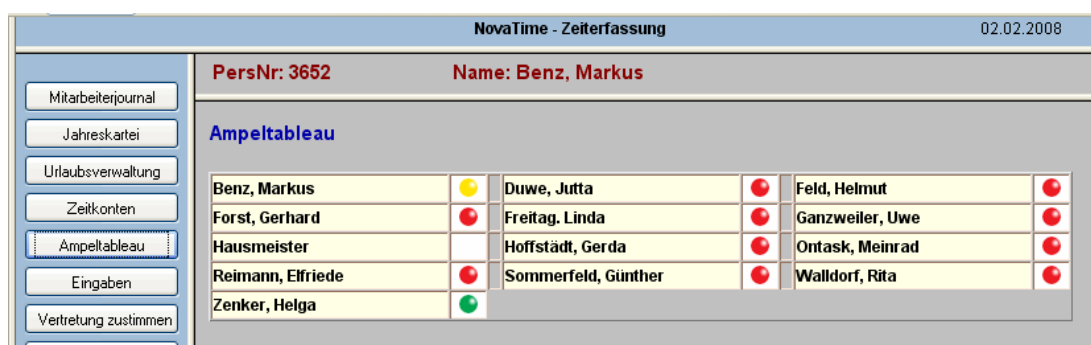 NovaTime - Zeiterfassung 02.02.2008
PersNr: 3652 Name: Benz, Markus
Mitarbeiterjournal
Jahreskartei
Urlaubsverwaltung
Zeitkonten
Ampeltableau
Eingaben
Vertretung zustimmen
Ampeltableau
Benz, Markus Duwe, Jutta Feld, Helmut
Forst, Gerhard Freitag. Linda Ganzweiler, Uwe
Hausmeister Hoffstädt, Gerda Ontask, Meinrad
Reimann, Elfriede Sommerfeld, Günther Walldorf, Rita
Zenker, Helga